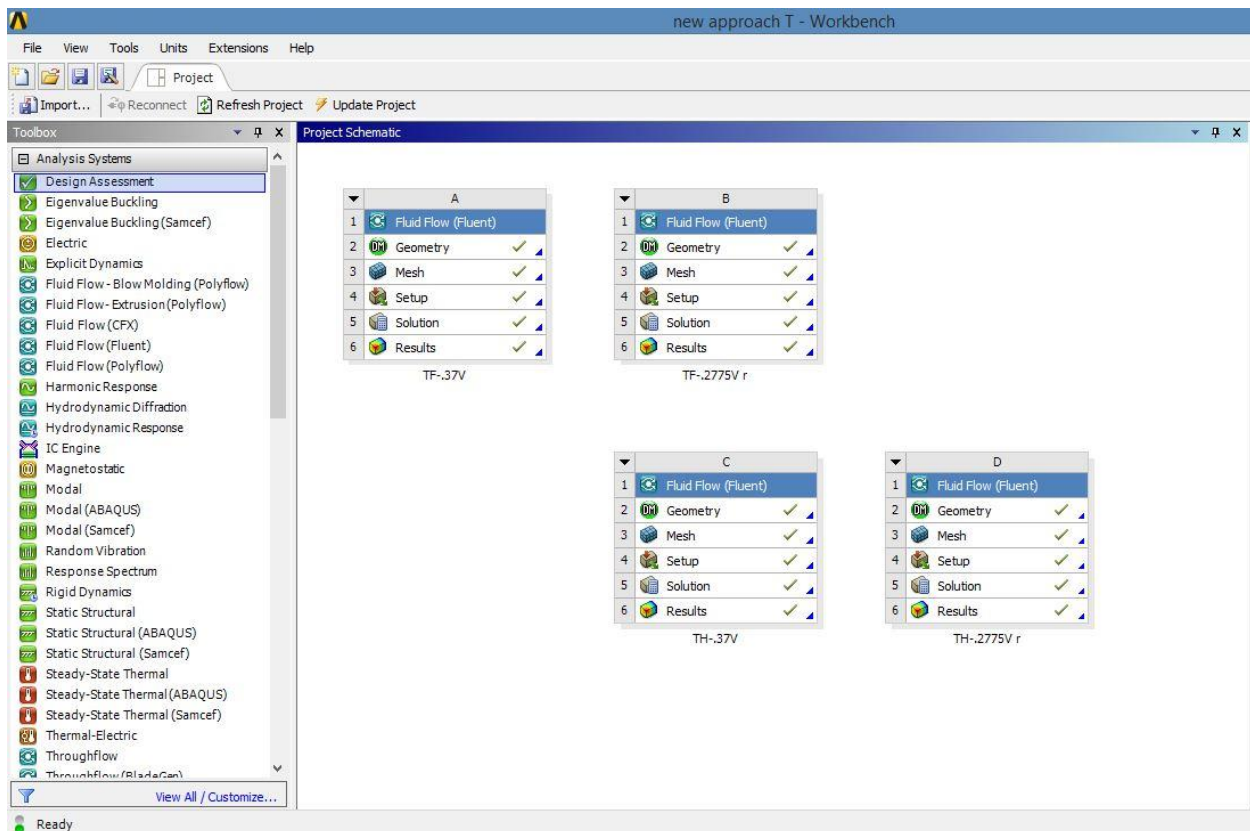 new approach T - Workbench
File View Tools Units Extensions Help
Project
Import... Reconnect Refresh Project Update Project
Toolbox
Project Schematic
Analysis Systems
Design Assessment
Eigenvalue Buckling
Eigenvalue Buckling (Samcef)
Electric
Explicit Dynamics
Fluid Flow - Blow Molding (Polyflow)
Fluid Flow - Extrusion (Polyflow)
Fluid Flow (CFX)
Fluid Flow (Fluent)
Fluid Flow (Polyflow)
Harmonic Response
Hydrodynamic Diffraction
Hydrodynamic Response
IC Engine
Magnetostatic
Modal
Modal (ABAQUS)
Modal (Samcef)
Random Vibration
Response Spectrum
Rigid Dynamics
Static Structural
Static Structural (ABAQUS)
Static Structural (Samcef)
Steady-State Thermal
Steady-State Thermal (ABAQUS)
Steady-State Thermal (Samcef)
Thermal-Electric
Throughflow
Throughflow (BladeGen)
View All / Customize...
A
1 Fluid Flow (Fluent)
2 DM Geometry
3 Mesh
4 Setup
5 Solution
6 Results
TF-.37V
B
1 Fluid Flow (Fluent)
2 DM Geometry
3 Mesh
4 Setup
5 Solution
6 Results
TF-.2775V r
C
1 Fluid Flow (Fluent)
2 DM Geometry
3 Mesh
4 Setup
5 Solution
6 Results
TH-.37V
D
1 Fluid Flow (Fluent)
2 DM Geometry
3 Mesh
4 Setup
5 Solution
6 Results
TH-.2775V r
Ready